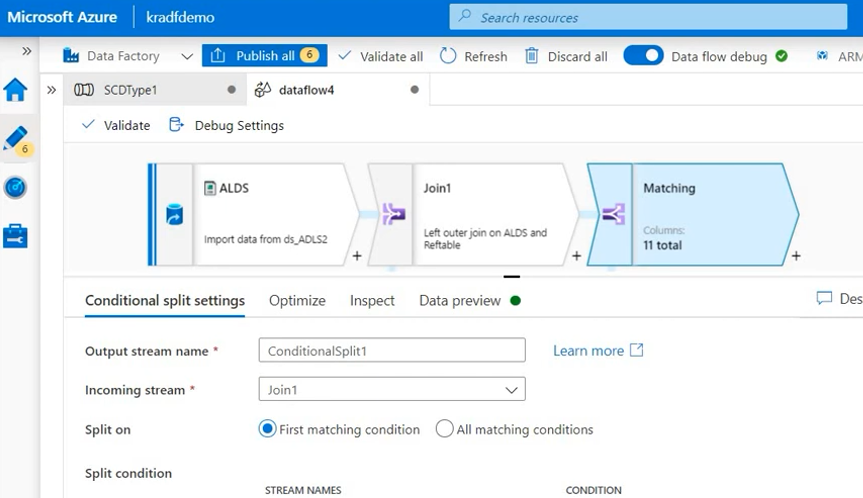 Microsoft Azure kradfdemo Search resources
Data Factory Publish all 6 Validate all Refresh Discard all Data flow debug ARM
SCDType1 dataflow4
6
Validate Debug Settings
ALDS
Import data from ds_ADLS2
+
Join1
Left outer join on ALDS and
Reftable
+
Matching
Columns:
11 total
+
Conditional split settings Optimize Inspect Data preview Des
Output stream name * ConditionalSplit1 Learn more
Incoming stream * Join1
Split on First matching condition All matching conditions
Split condition
STREAM NAMES CONDITION